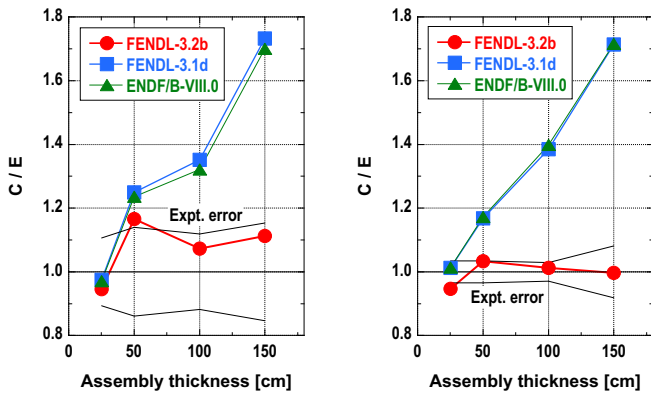 1.8
1.6
1.4
1.2
1.0
0.8
C / E
FENDL-3.2b
FENDL-3.1d
ENDF/B-VIII.0
Expt. error
0 50 100 150
Assembly thickness [cm]
1.8
1.6
1.4
1.2
1.0
0.8
C / E
FENDL-3.2b
FENDL-3.1d
ENDF/B-VIII.0
Expt. error
0 50 100 150
Assembly thickness [cm]